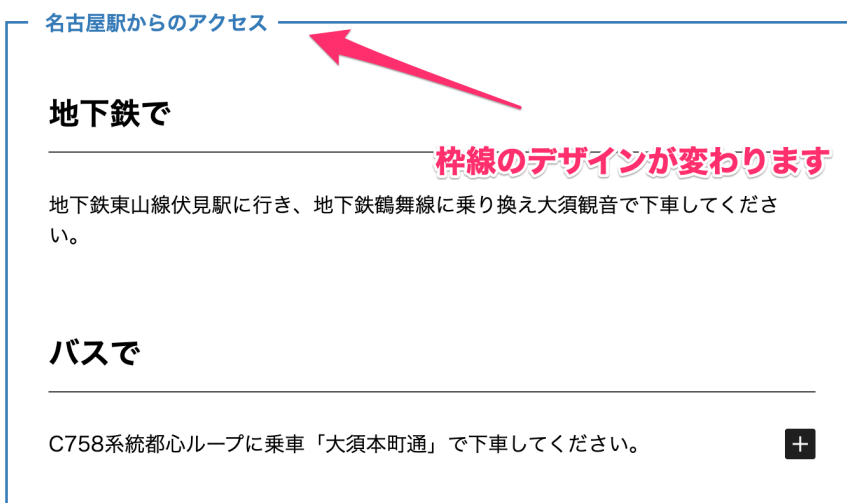 名古屋駅からのアクセス
地下鉄で
枠線のデザインが変わります
地下鉄東山線伏見駅に行き、地下鉄鶴舞線に乗り換え大須観音で下車してくださ
い。
バスで
C758系統都心ループに乗車「大須本町通」で下車してください。